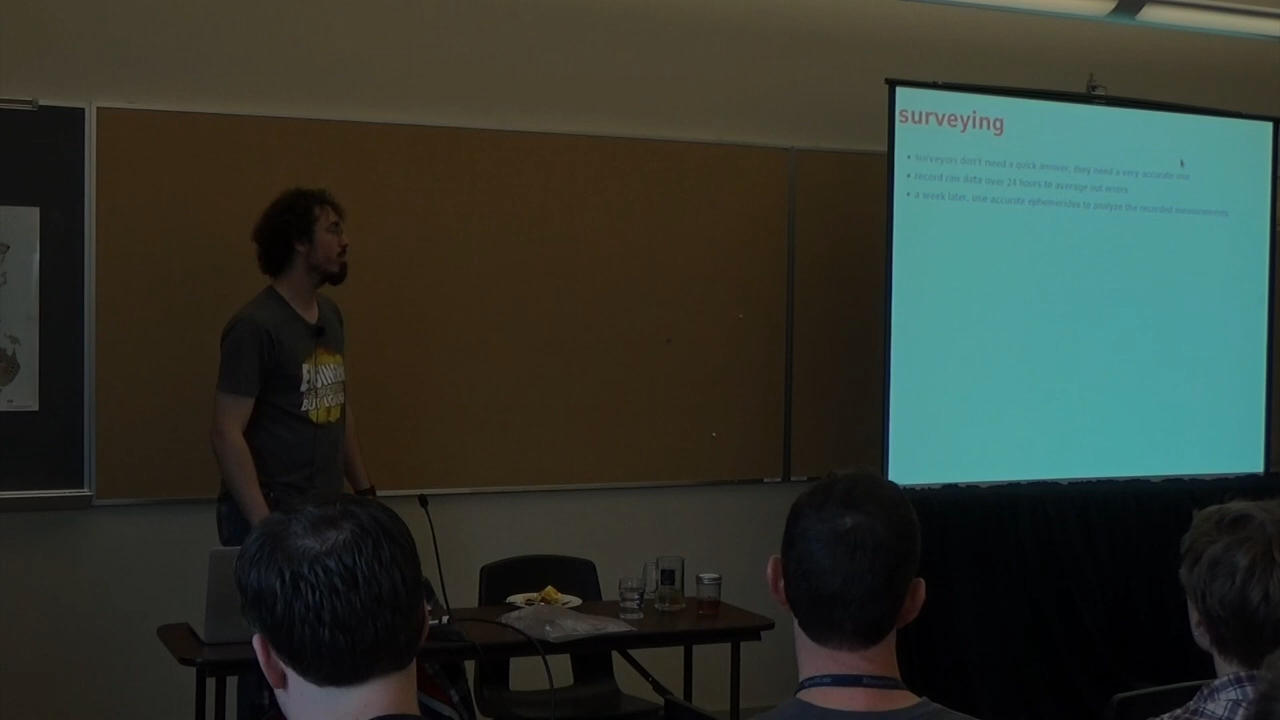 surveying
• surveyors don't need a quick answer, they need a very accurate one
• record raw data over 24 hours to average out errors
• a week later, use accurate ephemerides to analyze the recorded measurements
BUT